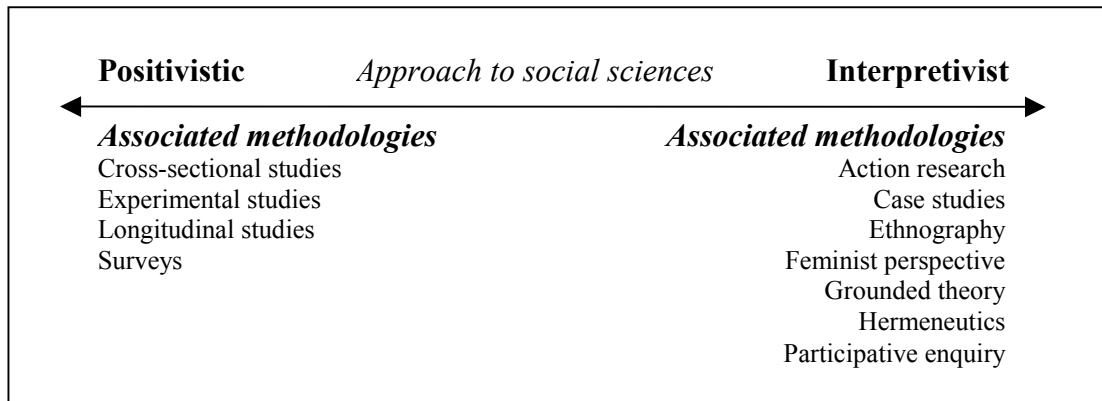 Positivistic Approach to social sciences Interpretivist
Associated methodologies
Cross-sectional studies
Experimental studies
Longitudinal studies
Surveys
Associated methodologies
Action research
Case studies
Ethnography
Feminist perspective
Grounded theory
Hermeneutics
Participative enquiry